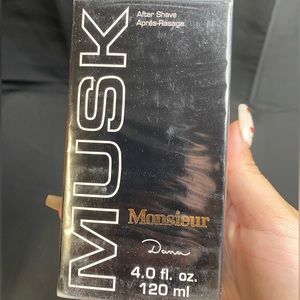 After Shave
Après-Rasage
MUSK
Monsieur
Dana
4.0 fl. oz.
120 ml